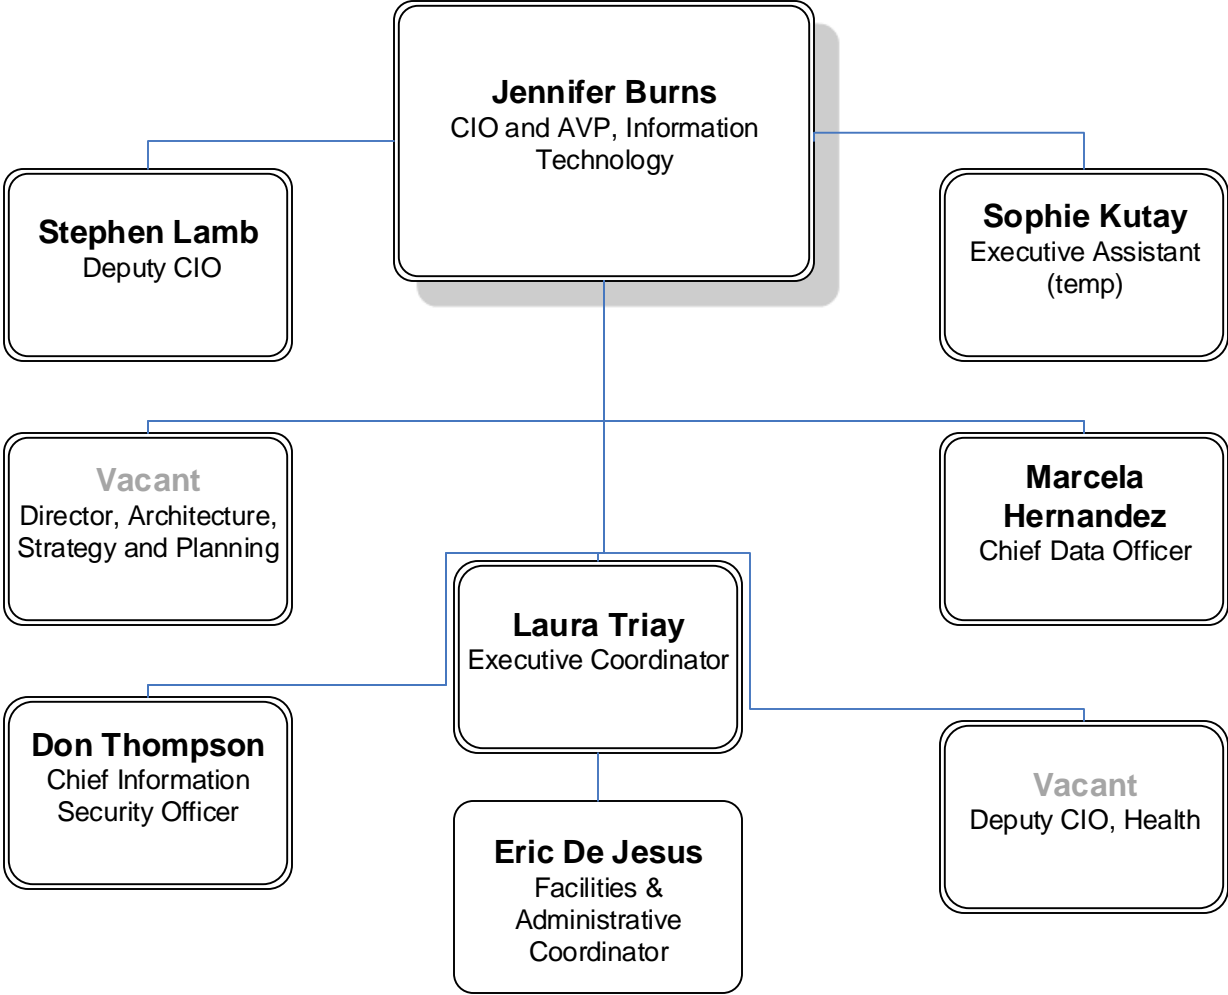 Jennifer Burns
CIO and AVP, Information
Technology
Stephen Lamb
Deputy CIO
Sophie Kutay
Executive Assistant
(temp)
Vacant
Director, Architecture,
Strategy and Planning
Marcela
Hernandez
Chief Data Officer
Laura Triay
Executive Coordinator
Don Thompson
Chief Information
Security Officer
Vacant
Deputy CIO, Health
Eric De Jesus
Facilities &
Administrative
Coordinator